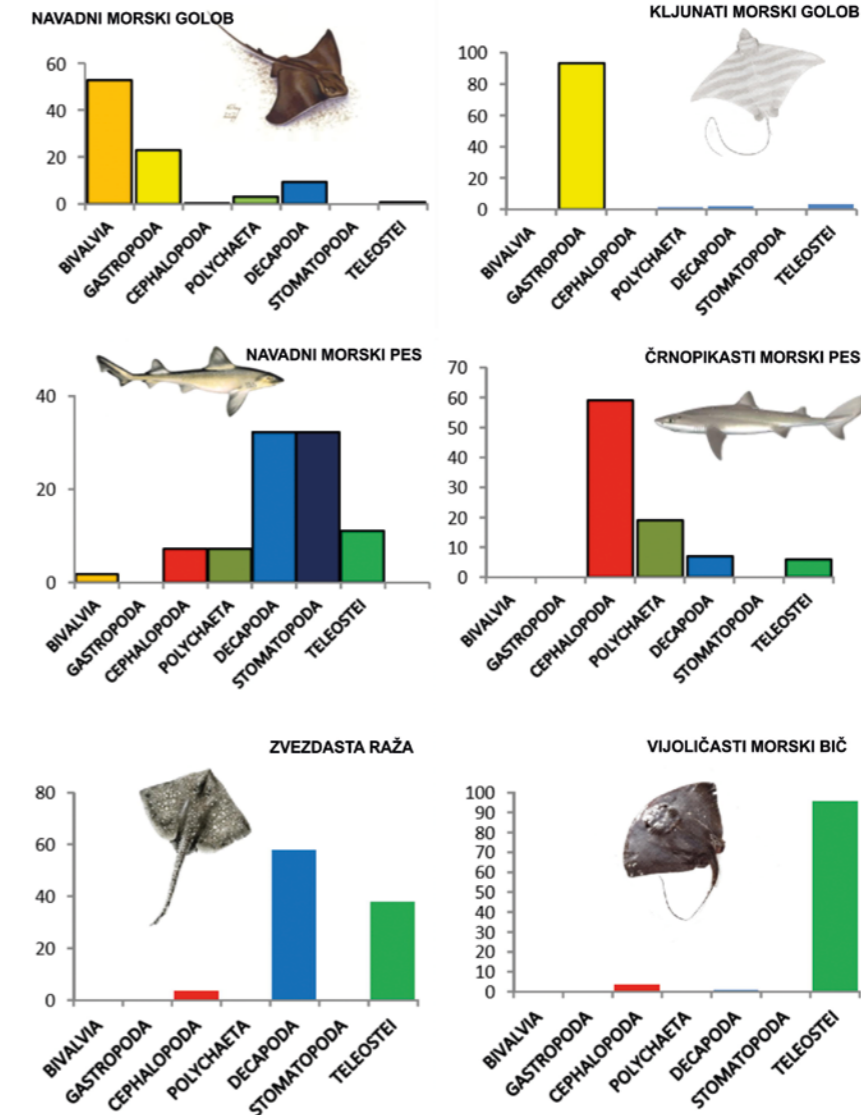 NAVADNI MORSKI GOLOB
60
40
20
0
BIVALVIA
GASTROPODA
CEPHALOPODA
POLYCHAETA
DECAPODA
STOMATOPODA
TELEOSTEI
KLJUNATI MORSKI GOLOB
100
80
60
40
20
0
BIVALVIA
GASTROPODA
CEPHALOPODA
POLYCHAETA
DECAPODA
STOMATOPODA
TELEOSTEI
NAVADNI MORSKI PES
40
20
0
BIVALVIA
GASTROPODA
CEPHALOPODA
POLYCHAETA
DECAPODA
STOMATOPODA
TELEOSTEI
ČRNOPIKASTI MORSKI PES
70
60
50
40
30
20
10
0
BIVALVIA
GASTROPODA
CEPHALOPODA
POLYCHAETA
DECAPODA
STOMATOPODA
TELEOSTEI
ZVEZDASTA RAŽA
80
60
40
20
0
BIVALVIA
GASTROPODA
CEPHALOPODA
POLYCHAETA
DECAPODA
STOMATOPODA
TELEOSTEI
VIJOLIČASTI MORSKI BIČ
100
90
80
70
60
50
40
30
20
10
0
BIVALVIA
GASTROPODA
CEPHALOPODA
POLYCHAETA
DECAPODA
STOMATOPODA
TELEOSTEI